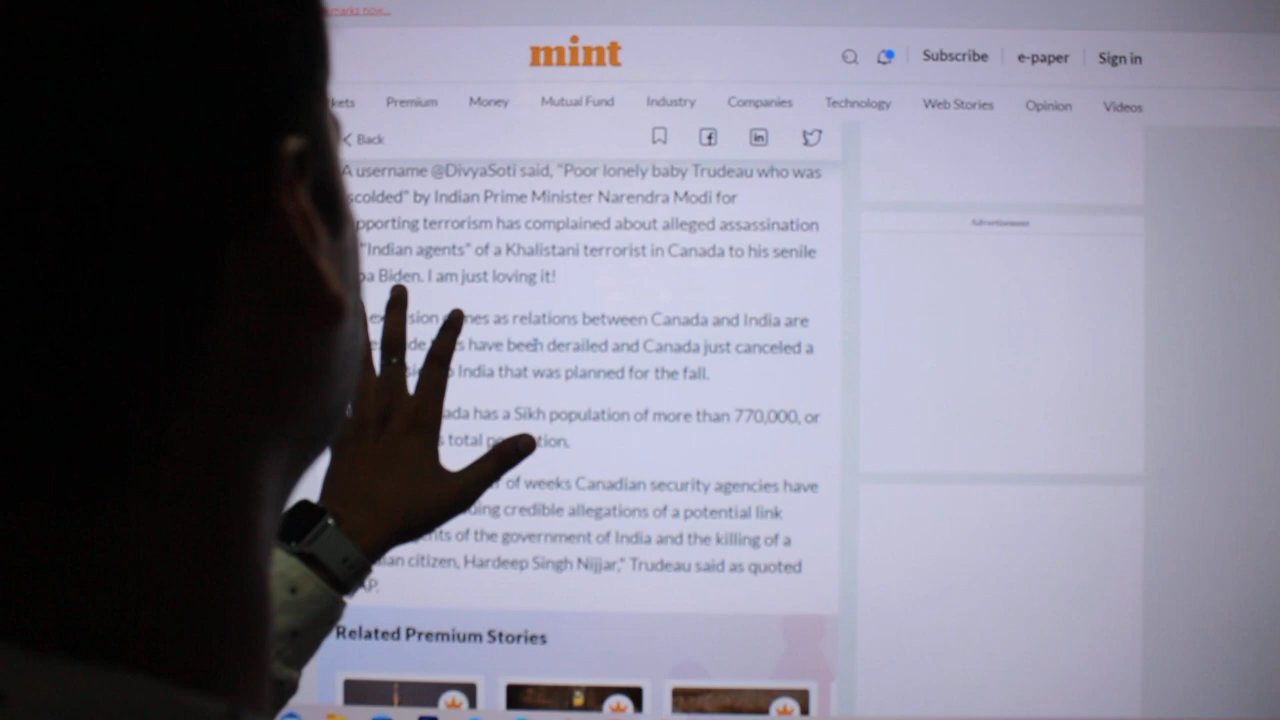 mint
Subscribe
e-paper
Sign in
Premium
Money
Mutual Fund
Industry
Companies
Technology
Web Stories
Opinion
Videos
Back
A username @DivyaSoti said, "Poor lonely baby Trudeau who was
scolded" by Indian Prime Minister Narendra Modi for
terrorism has complained about alleged assassination
"Indian agents" of a Khalistani terrorist in Canada to his senile
Biden. I am just loving it!
as relations between Canada and India are
have been derailed and Canada just canceled a
India that was planned for the fall.
has a Sikh population of more than 770,000, or
total
of weeks Canadian security agencies have
credible allegations of a potential link
of the government of India and the killing of a
citizen, Hardeep Singh Nijjar," Trudeau said as quoted
AP.
Related Premium Stories
Advertisement